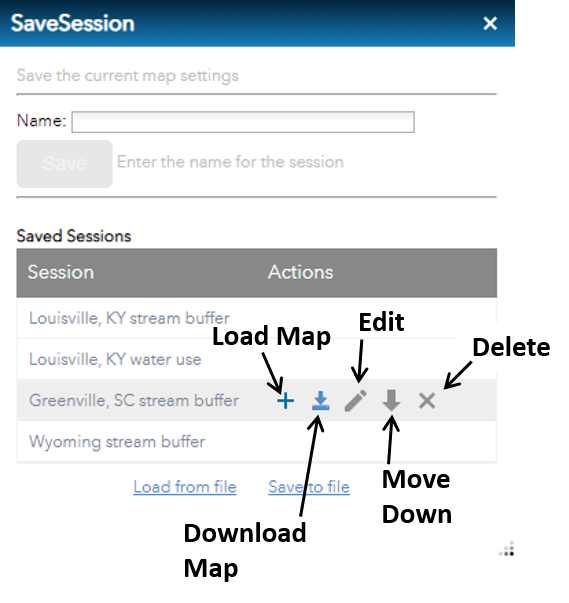 SaveSession
Save the current map settings
Name:
Save
Enter the name for the session
Saved Sessions
Session Actions
Louisville, KY stream buffer
Load Map
Edit
Delete
Louisville, KY water use
Greenville, SC stream buffer
Wyoming stream buffer
Load from file
Save to file
Move
Down
Download
Map